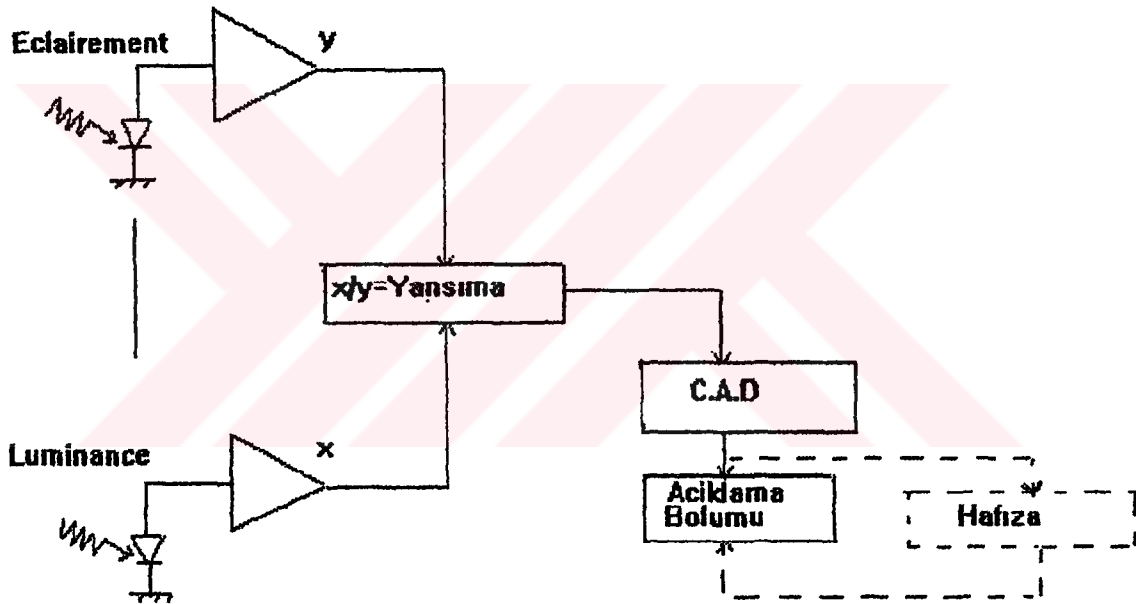 Eclairement
y
x/y=Yansıma
C.A.D
Luminance
x
Aciklama
Bolumu
Hafıza